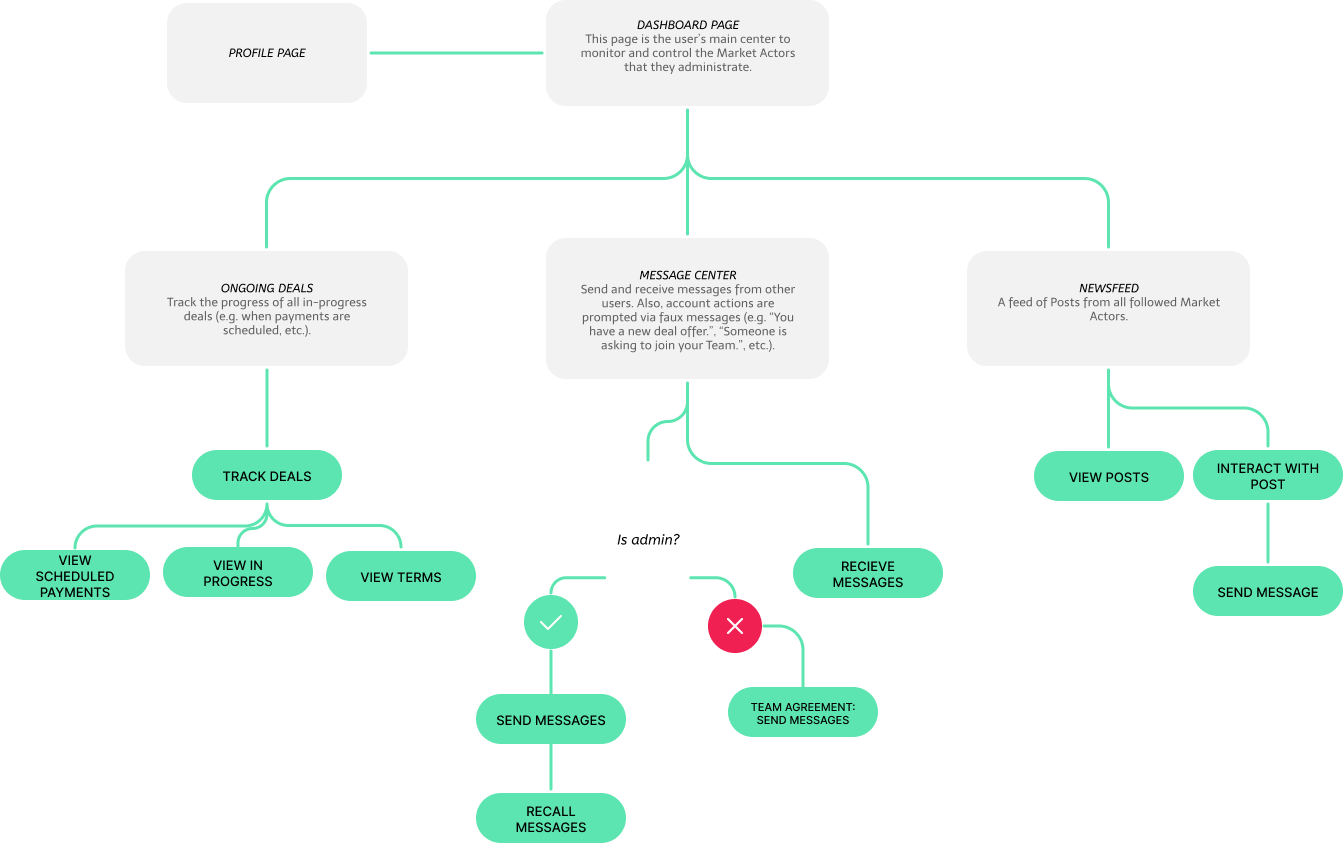 PROFILE PAGE
DASHBOARD PAGE
This page is the user's main center to
monitor and control the Market Actors
that they administrate.
ONGOING DEALS
Track the progress of all in-progress
deals (e.g. when payments are
scheduled, etc.).
MESSAGE CENTER
Send and receive messages from other
users. Also, account actions are
prompted via faux messages (e.g. "You
have a new deal offer.", "Someone is
asking to join your Team.", etc.).
NEWSFEED
A feed of Posts from all followed Market
Actors.
TRACK DEALS
VIEW
SCHEDULED
PAYMENTS
VIEW IN
PROGRESS
VIEW TERMS
Is admin?
RECIEVE
MESSAGES
VIEW POSTS
INTERACT WITH
POST
SEND MESSAGE
SEND MESSAGES
TEAM AGREEMENT:
SEND MESSAGES
RECALL
MESSAGES